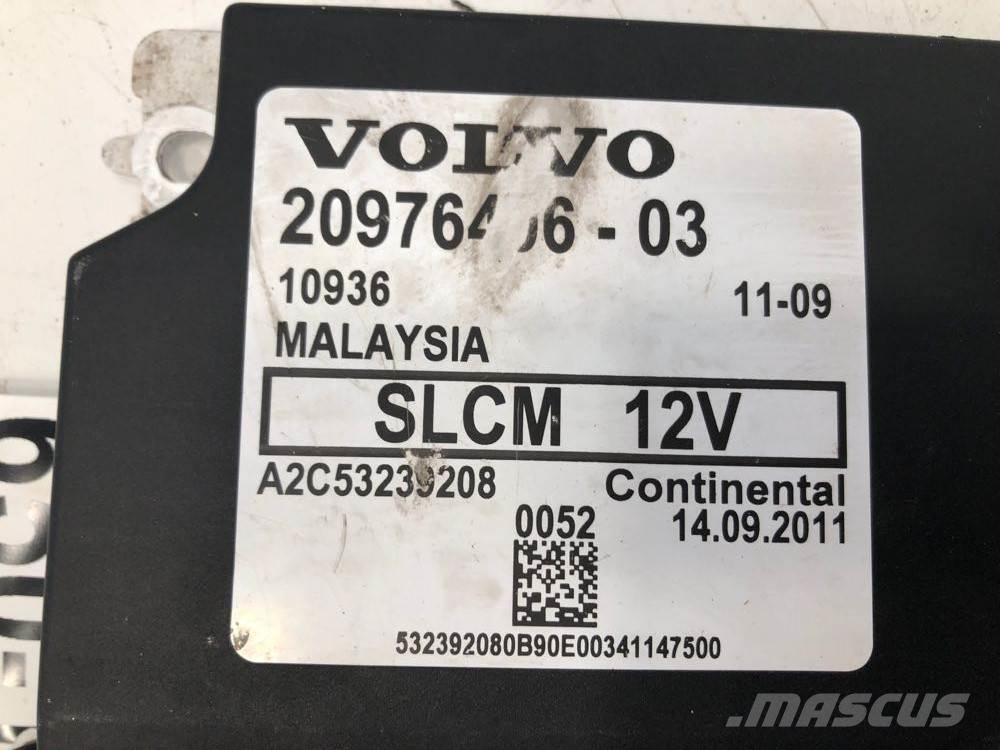 VOLVO
- 03
10936 11-09
MALAYSIA
SLCM 12V
A2C53239208 Continental
0052 14.09.2011
532392080B90E00341147500
MASCUS